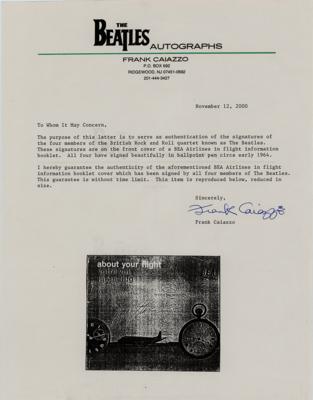 THE
BEATLES
AUTOGRAPHS
FRANK CAIAZZO
P.O. BOX 692
RIDGEWOOD, NJ 07451-0692
201-444-3427
November 12, 2000
To Whom It May Concern,
The purpose of this letter is to serve as authentication of the signatures of
the four members of the British Rock and Roll quartet known as The Beatles.
These signatures are on the front cover of a BEA Airlines in flight information
booklet. All four have signed beautifully in ballpoint pen circa early 1964.
I hereby guarantee the authenticity of the aforementioned BEA Airlines in flight
information booklet cover which has been signed by all four members of The Beatles.
This guarantee is without time limit. This item is reproduced below, reduced in
size.
Sincerely,
Frank Caiazzo
Frank Caiazzo
about your flight